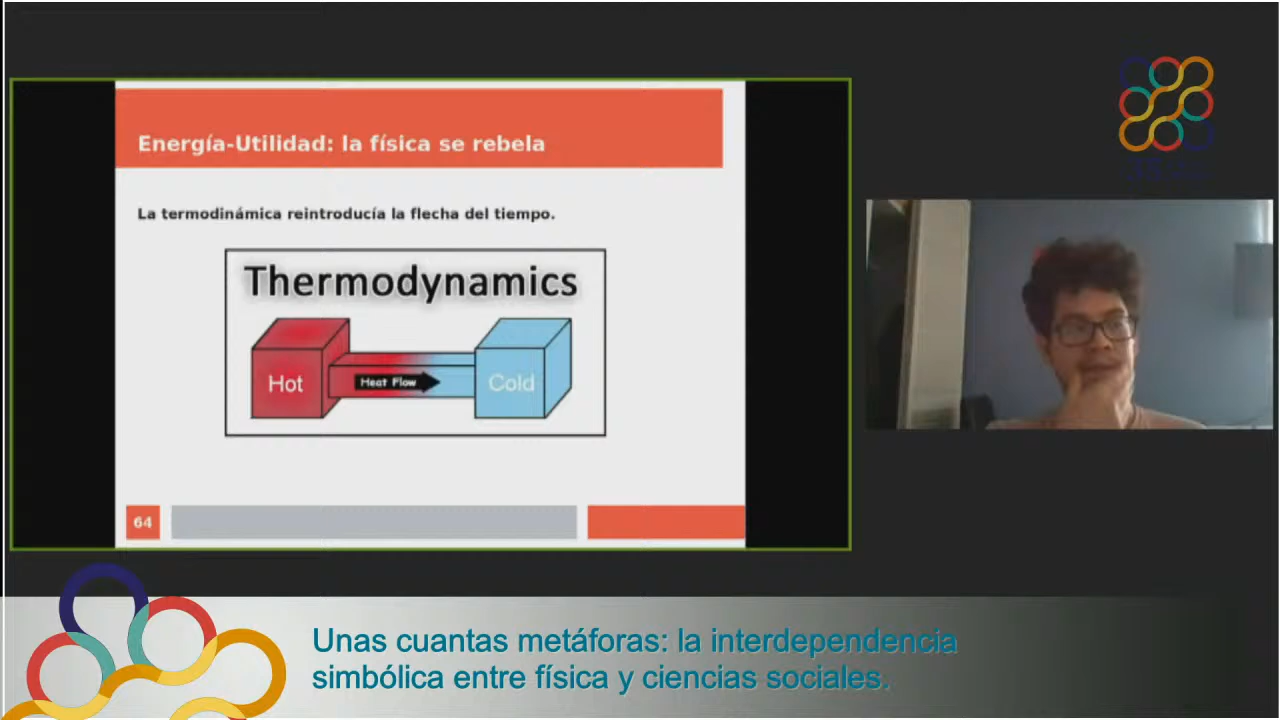 Energía-Utilidad: la física se rebela
La termodinámica reintroducía la flecha del tiempo.
Thermodynamics
Hot
Heat Flow
Cold
64
Unas cuantas metáforas: la interdependencia
simbólica entre física y ciencias sociales.